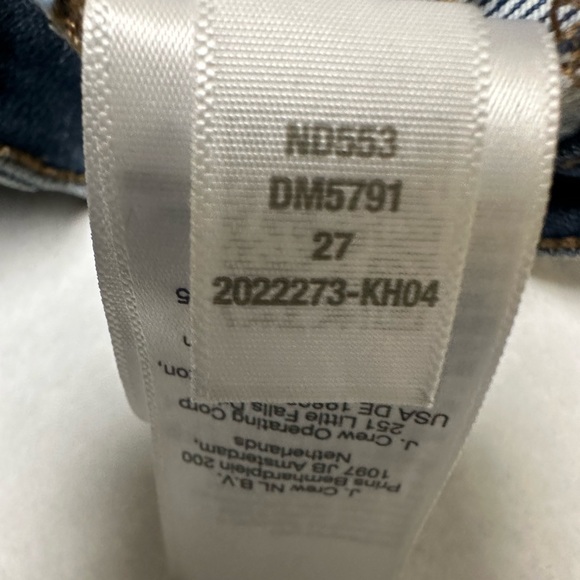 ND553
DM5791
27
2022273-KH04
J. Crew NL B.V.
Prins Bernhardplein 200
1097 JB Amsterdam,
Netherlands
J. Crew Operating Corp
251 Little Falls
USA DE